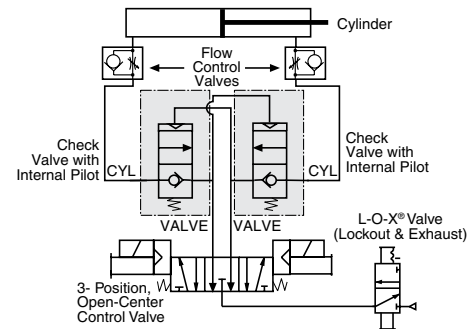 Cylinder
Flow
Control
Valves
Check
Valve with
Internal Pilot
CYL
Check
Valve with
Internal Pilot
CYL
VALVE
VALVE
L-O-X® Valve
(Lockout & Exhaust)
3- Position,
Open-Center
Control Valve